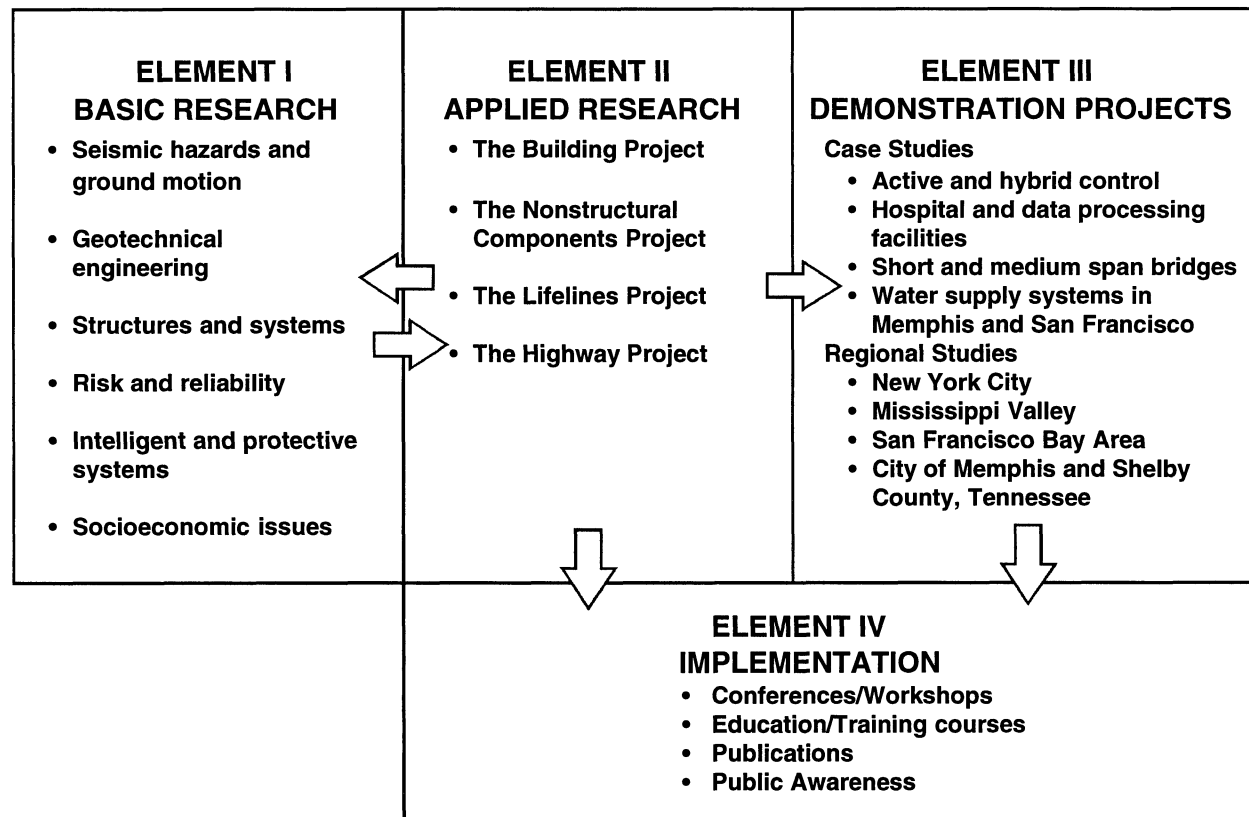 ELEMENT I
BASIC RESEARCH
• Seismic hazards and
ground motion
• Geotechnical
engineering
• Structures and systems
• Risk and reliability
• Intelligent and protective
systems
• Socioeconomic issues
ELEMENT II
APPLIED RESEARCH
• The Building Project
• The Nonstructural
Components Project
• The Lifelines Project
• The Highway Project
ELEMENT III
DEMONSTRATION PROJECTS
Case Studies
• Active and hybrid control
• Hospital and data processing
facilities
• Short and medium span bridges
• Water supply systems in
Memphis and San Francisco
Regional Studies
• New York City
• Mississippi Valley
• San Francisco Bay Area
• City of Memphis and Shelby
County, Tennessee
ELEMENT IV
IMPLEMENTATION
• Conferences/Workshops
• Education/Training courses
• Publications
• Public Awareness